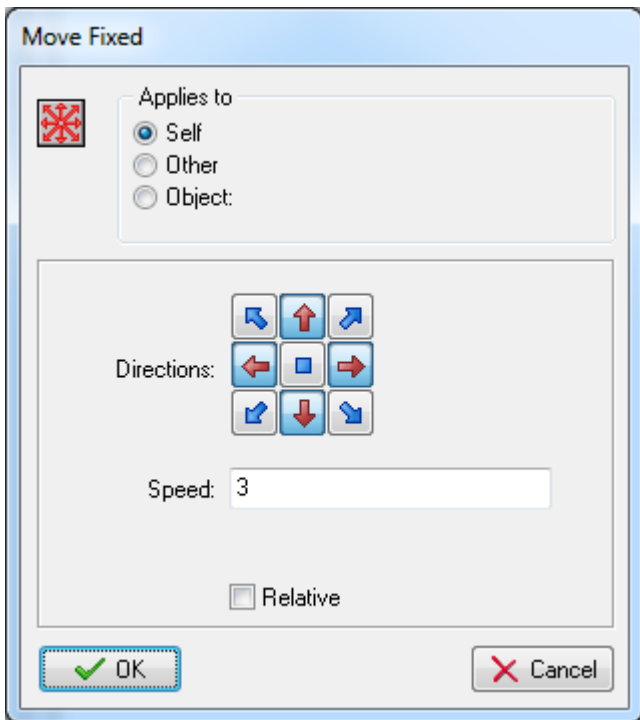 Move Fixed
Applies to
Self
Other
Object:
Directions:
Speed: 3
Relative
OK Cancel